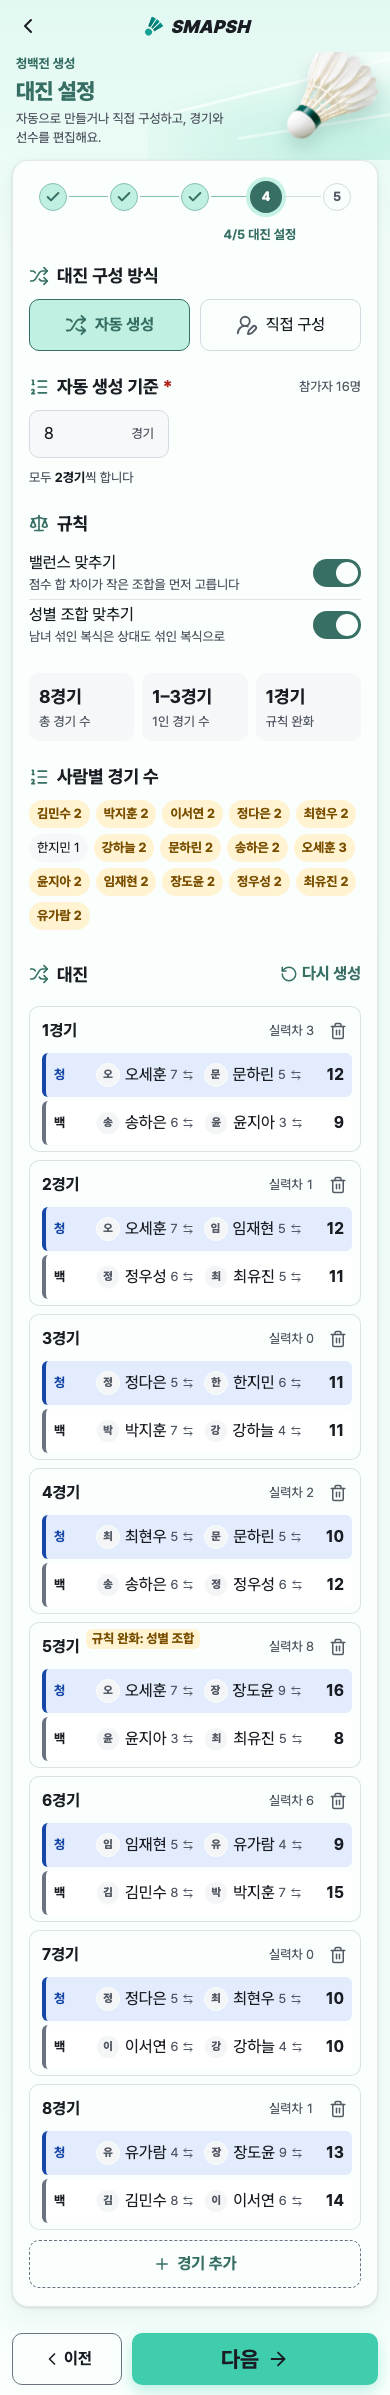 SMAPSH
청백전 생성
대진 설정
자동으로 만들거나 직접 구성하고, 경기와
선수를 편집해요.
4 5
4/5 대진 설정
대진 구성 방식
자동 생성 직접 구성
자동 생성 기준 * 참가자 16명
8 경기
모두 2경기씩 합니다
규칙
밸런스 맞추기
점수 합 차이가 작은 조합을 먼저 고릅니다
성별 조합 맞추기
남녀 섞인 복식은 상대도 섞인 복식으로
8경기 1–3경기 1경기
총 경기 수 1인 경기 수 규칙 완화
사람별 경기 수
김민수 2 박지훈 2 이서연 2 정다은 2 최현우 2
한지민 1 강하늘 2 문하린 2 송하은 2 오세훈 3
윤지아 2 임재현 2 장도윤 2 정우성 2 최유진 2
유가람 2
대진 다시 생성
1경기 실력차 3
청 오 오세훈 7 문 문하린 5 12
백 송 송하은 6 윤 윤지아 3 9
2경기 실력차 1
청 오 오세훈 7 임 임재현 5 12
백 정 정우성 6 최 최유진 5 11
3경기 실력차 0
청 정 정다은 5 한 한지민 6 11
백 박 박지훈 7 강 강하늘 4 11
4경기 실력차 2
청 최 최현우 5 문 문하린 5 10
백 송 송하은 6 정 정우성 6 12
5경기 규칙 완화: 성별 조합 실력차 8
청 오 오세훈 7 장 장도윤 9 16
백 윤 윤지아 3 최 최유진 5 8
6경기 실력차 6
청 임 임재현 5 유 유가람 4 9
백 김 김민수 8 박 박지훈 7 15
7경기 실력차 0
청 정 정다은 5 최 최현우 5 10
백 이 이서연 6 강 강하늘 4 10
8경기 실력차 1
청 유 유가람 4 장 장도윤 9 13
백 김 김민수 8 이 이서연 6 14
+ 경기 추가
이전 다음